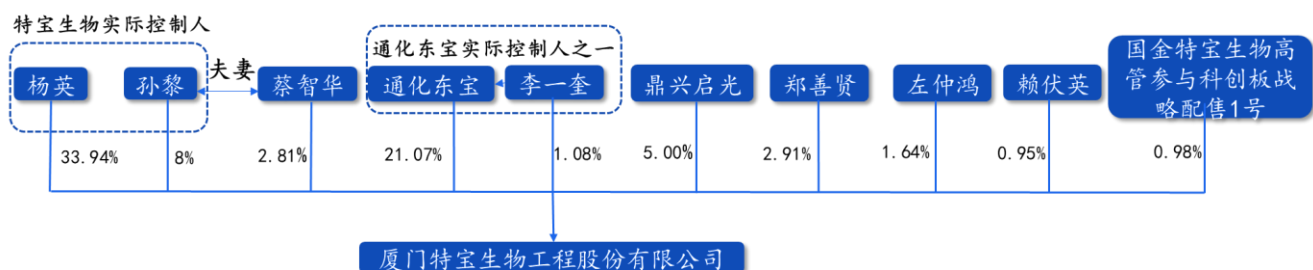 特宝生物实际控制人
通化东宝实际控制人之一
杨英
孙黎
夫妻
蔡智华
通化东宝
李一奎
鼎兴启光
郑善贤
左仲鸿
赖伏英
国金特宝生物高
管参与科创板战
略配售1号
33.94%
8%
2.81%
21.07%
1.08%
5.00%
2.91%
1.64%
0.95%
0.98%
厦门特宝生物工程股份有限公司